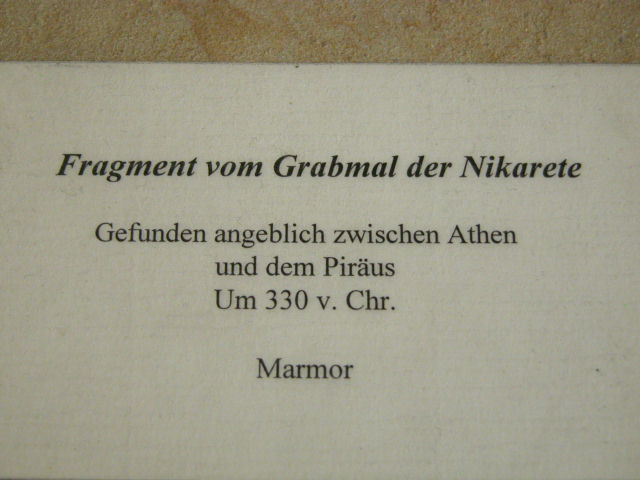 Fragment vom Grabmal der Nikarete
Gefunden angeblich zwischen Athen
und dem Piräus
Um 330 v. Chr.
Marmor